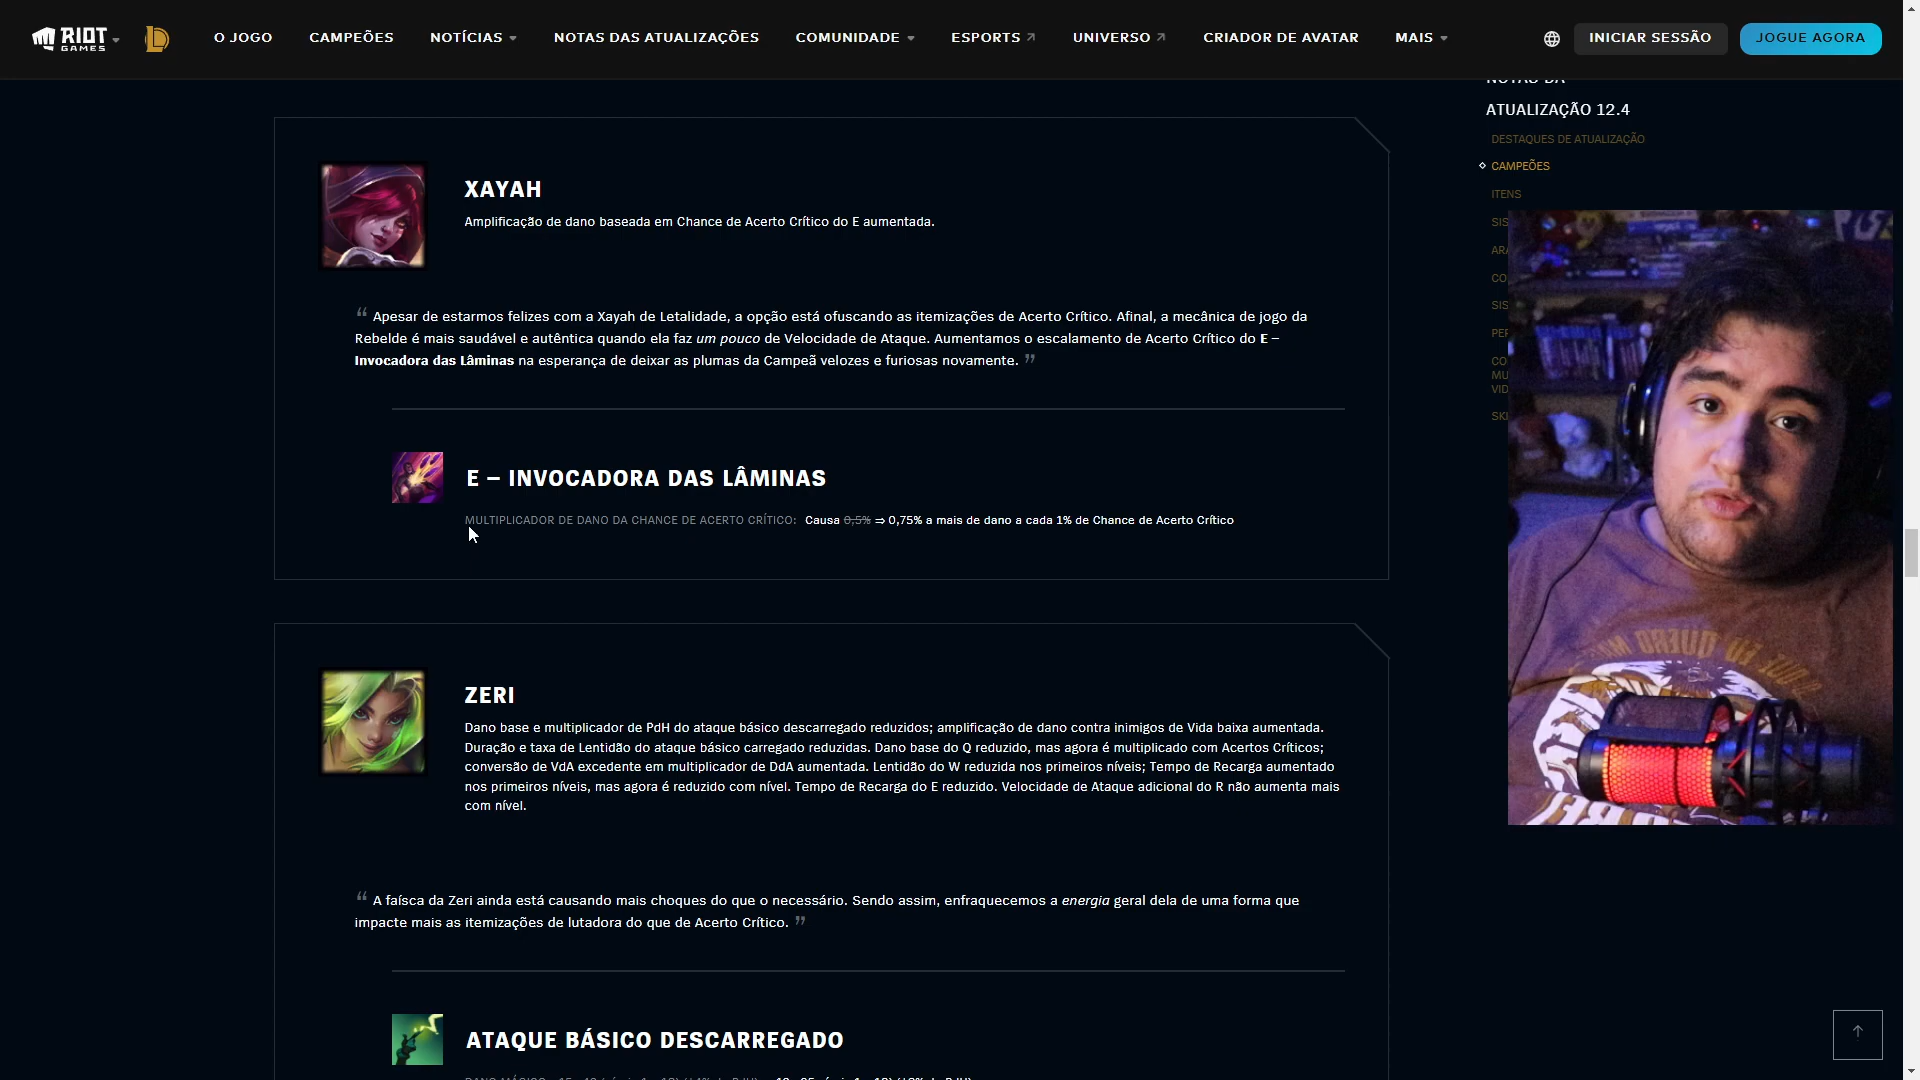 RIOT GAMES
O JOGO
CAMPEÕES
NOTÍCIAS
NOTAS DAS ATUALIZAÇÕES
COMUNIDADE
ESPORTS
UNIVERSO
CRIADOR DE AVATAR
MAIS
INICIAR SESSÃO
JOGUE AGORA
NOTAS DA
ATUALIZAÇÃO 12.4
DESTAQUES DE ATUALIZAÇÃO
CAMPEÕES
ITENS
XAYAH
Amplificação de dano baseada em Chance de Acerto Crítico do E aumentada.
“ Apesar de estarmos felizes com a Xayah de Letalidade, a opção está ofuscando as itemizações de Acerto Crítico. Afinal, a mecânica de jogo da
Rebelde é mais saudável e autêntica quando ela faz um pouco de Velocidade de Ataque. Aumentamos o escalamento de Acerto Crítico do E –
Invocadora das Lâminas na esperança de deixar as plumas da Campeã velozes e furiosas novamente. ”
E – INVOCADORA DAS LÂMINAS
MULTIPLICADOR DE DANO DA CHANCE DE ACERTO CRÍTICO: Causa 0,5% ⇒ 0,75% a mais de dano a cada 1% de Chance de Acerto Crítico
ZERI
Dano base e multiplicador de PdH do ataque básico descarregado reduzidos; amplificação de dano contra inimigos de Vida baixa aumentada.
Duração e taxa de Lentidão do ataque básico carregado reduzidas. Dano base do Q reduzido, mas agora é multiplicado com Acertos Críticos;
conversão de VdA excedente em multiplicador de DdA aumentada. Lentidão do W reduzida nos primeiros níveis; Tempo de Recarga aumentado
nos primeiros níveis, mas agora é reduzido com nível. Tempo de Recarga do E reduzido. Velocidade de Ataque adicional do R não aumenta mais
com nível.
“ A faísca da Zeri ainda está causando mais choques do que o necessário. Sendo assim, enfraquecemos a energia geral dela de uma forma que
impacte mais as itemizações de lutadora do que de Acerto Crítico. ”
ATAQUE BÁSICO DESCARREGADO